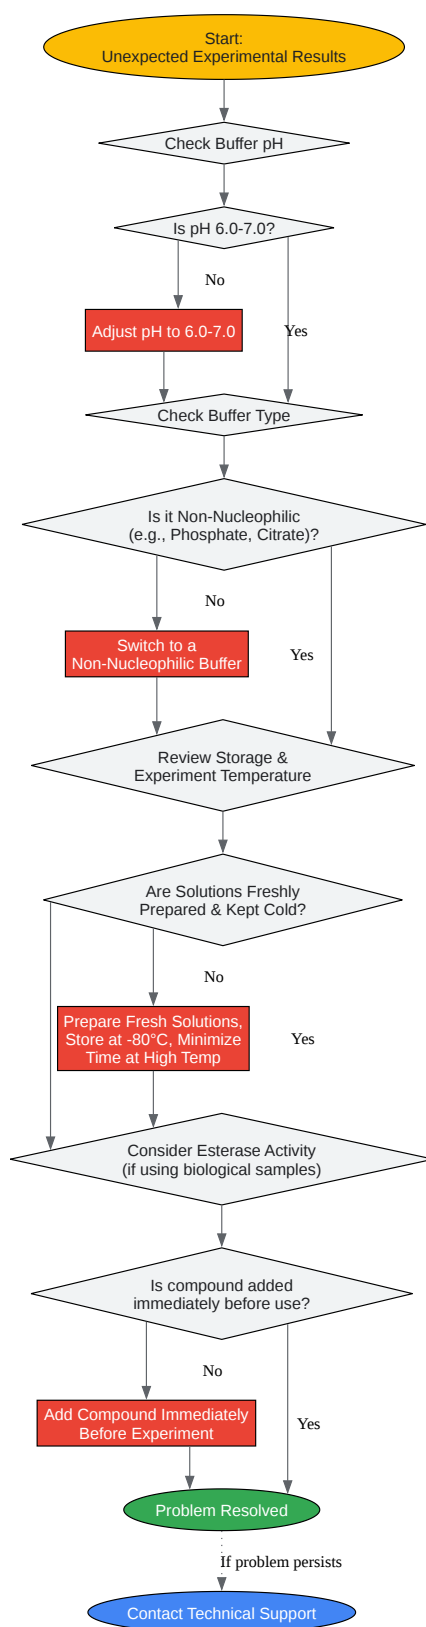 Start:
Unexpected Experimental Results
Check Buffer pH
Is pH 6.0-7.0?
No
Adjust pH to 6.0-7.0
Yes
Check Buffer Type
Is it Non-Nucleophilic
(e.g., Phosphate, Citrate)?
No
Switch to a
Non-Nucleophilic Buffer
Yes
Review Storage &
Experiment Temperature
Are Solutions Freshly
Prepared & Kept Cold?
No
Prepare Fresh Solutions,
Store at -80°C, Minimize
Time at High Temp
Yes
Consider Esterase Activity
(if using biological samples)
Is compound added
immediately before use?
No
Add Compound Immediately
Before Experiment
Yes
Problem Resolved
If problem persists
Contact Technical Support